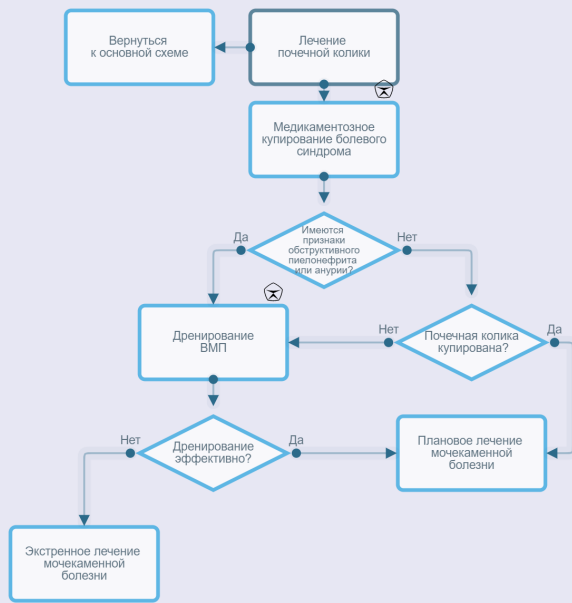 Вернуться
к основной схеме
Лечение
почечной колики
Медикаментозное
купирование болевого
синдрома
Имеются
признаки
обструктивного
пиелонефрита
или анурии?
Да
Нет
Дренирование
ВМП
Нет
Почечная колика
купирована?
Да
Нет
Дренирование
эффективно?
Да
Плановое лечение
мочекаменной
болезни
Экстренное лечение
мочекаменной
болезни